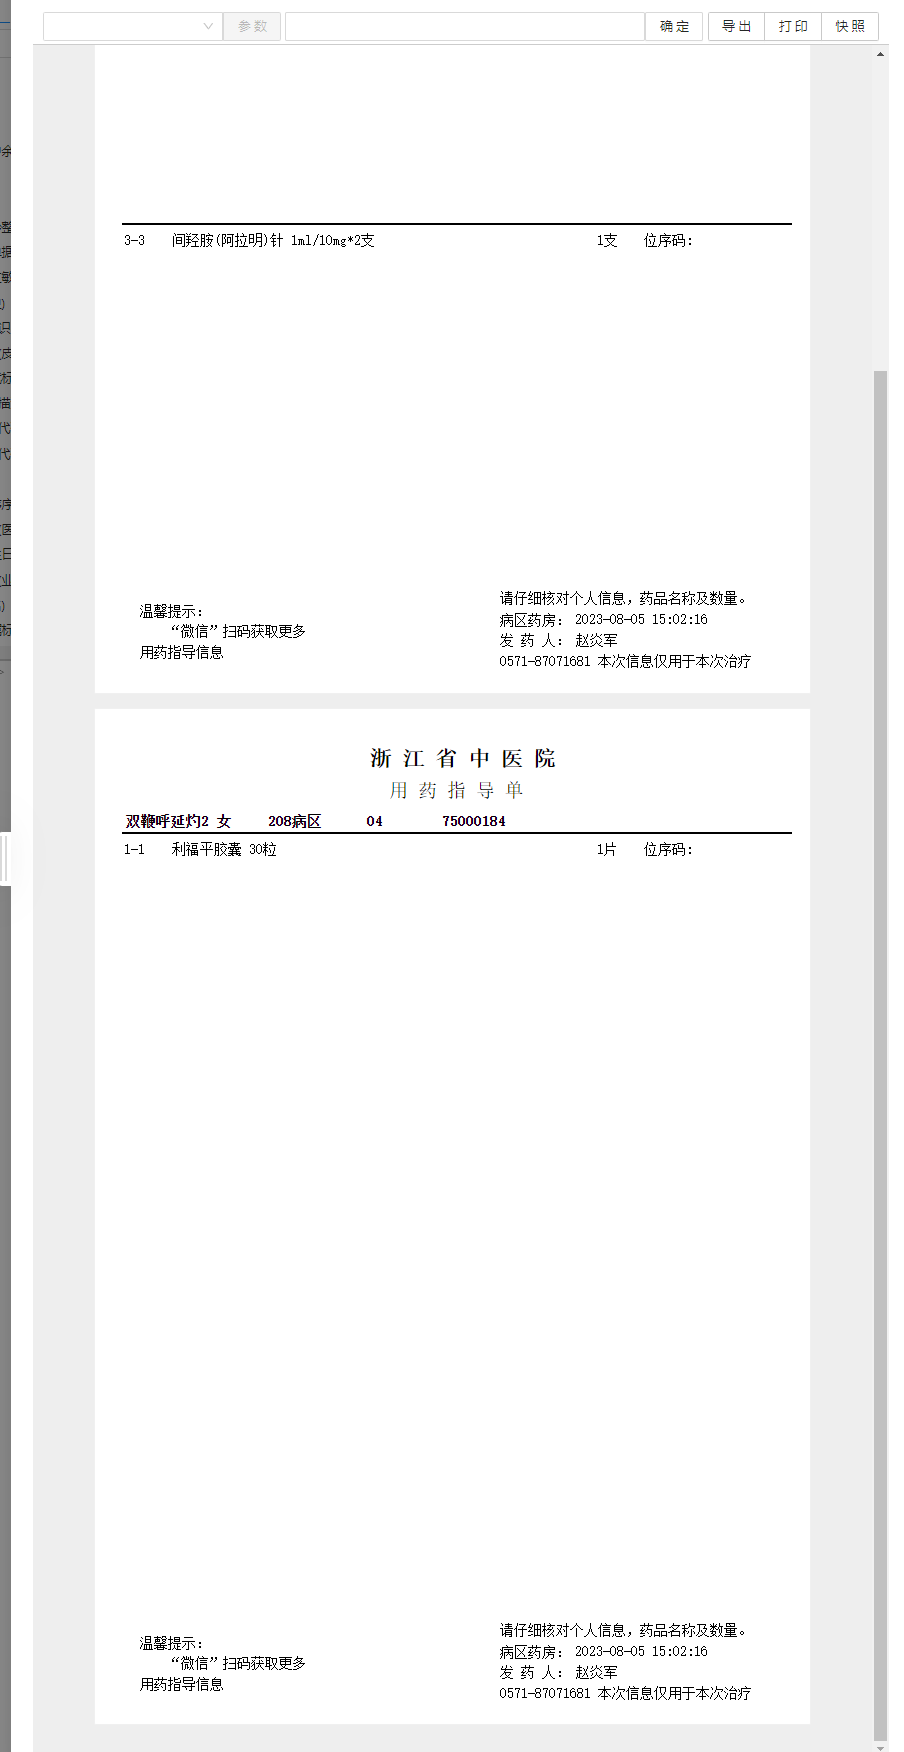 参数 确定 导出 打印 快照
3-3 间羟胺(阿拉明)针 1ml/10mg*2支 1支 位序码:
请仔细核对个人信息，药品名称及数量。
温馨提示:
病区药房: 2023-08-05 15:02:16
“微信”扫码获取更多
发 药 人: 赵炎军
用药指导信息
0571-87071681 本次信息仅用于本次治疗
浙江省中医院
用药指导单
双鞭呼延灼2 女 208病区 04 75000184
1-1 利福平胶囊 30粒 1片 位序码:
请仔细核对个人信息，药品名称及数量。
温馨提示:
病区药房: 2023-08-05 15:02:16
“微信”扫码获取更多
发 药 人: 赵炎军
用药指导信息
0571-87071681 本次信息仅用于本次治疗